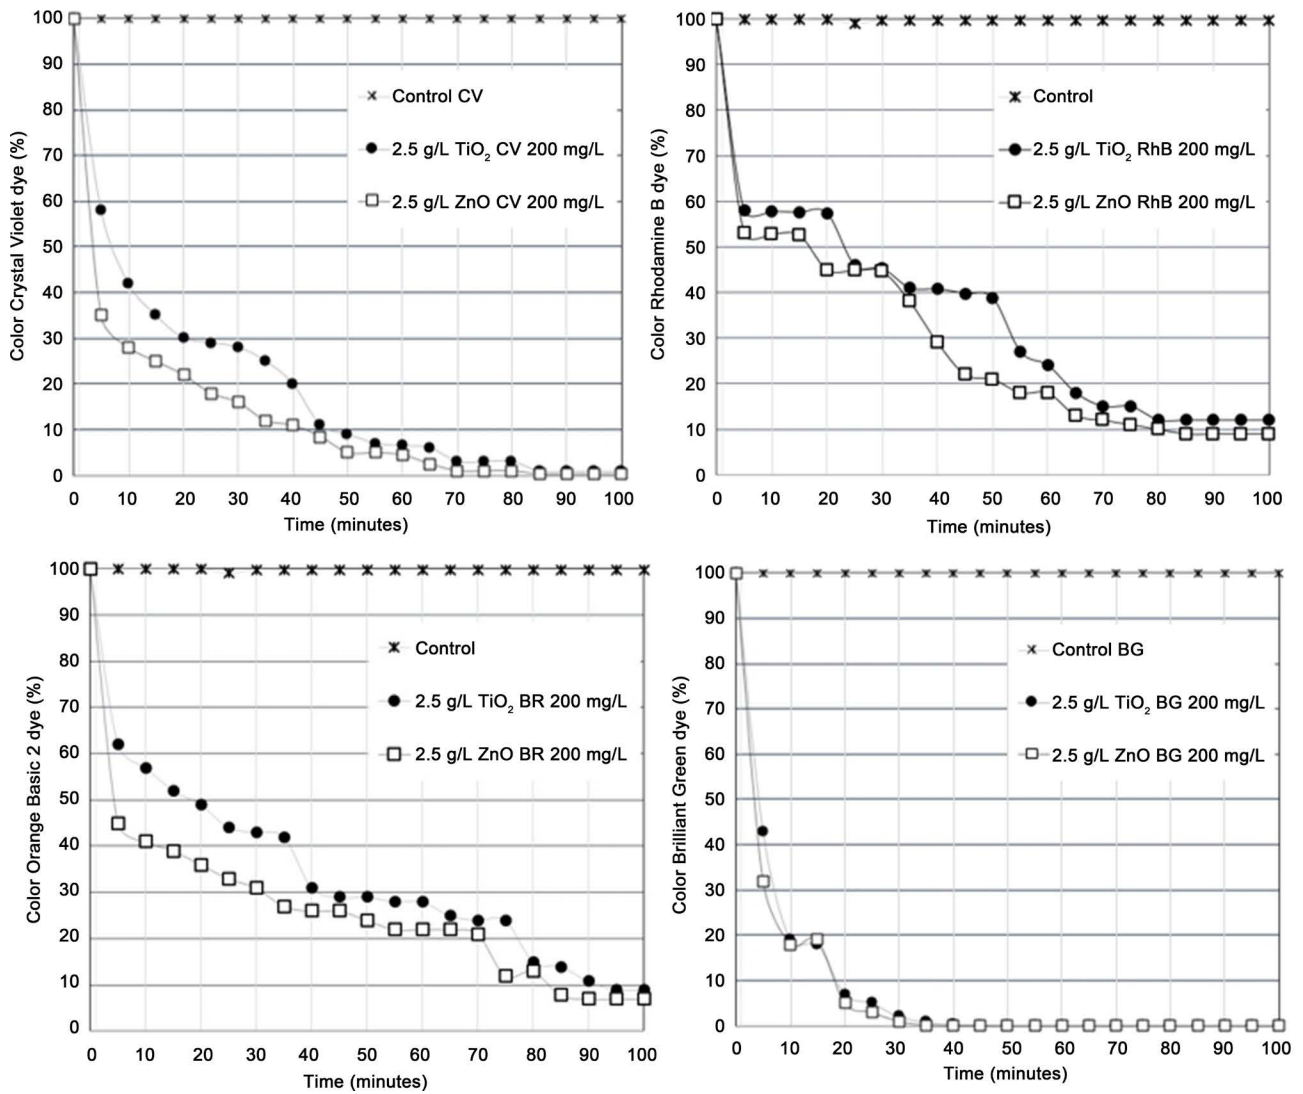 100
90
80
70
60
50
40
30
20
10
0
Color Crystal Violet dye (%)
Control CV
2.5 g/L TiO₂ CV 200 mg/L
2.5 g/L ZnO CV 200 mg/L
0 10 20 30 40 50 60 70 80 90 100
Time (minutes)
100
90
80
70
60
50
40
30
20
10
0
Color Rhodamine B dye (%)
Control
2.5 g/L TiO₂ RhB 200 mg/L
2.5 g/L ZnO RhB 200 mg/L
0 10 20 30 40 50 60 70 80 90 100
Time (minutes)
100
90
80
70
60
50
40
30
20
10
0
Color Orange Basic 2 dye (%)
Control
2.5 g/L TiO₂ BR 200 mg/L
2.5 g/L ZnO BR 200 mg/L
0 10 20 30 40 50 60 70 80 90 100
Time (minutes)
100
90
80
70
60
50
40
30
20
10
0
Color Brilliant Green dye (%)
Control BG
2.5 g/L TiO₂ BG 200 mg/L
2.5 g/L ZnO BG 200 mg/L
0 10 20 30 40 50 60 70 80 90 100
Time (minutes)